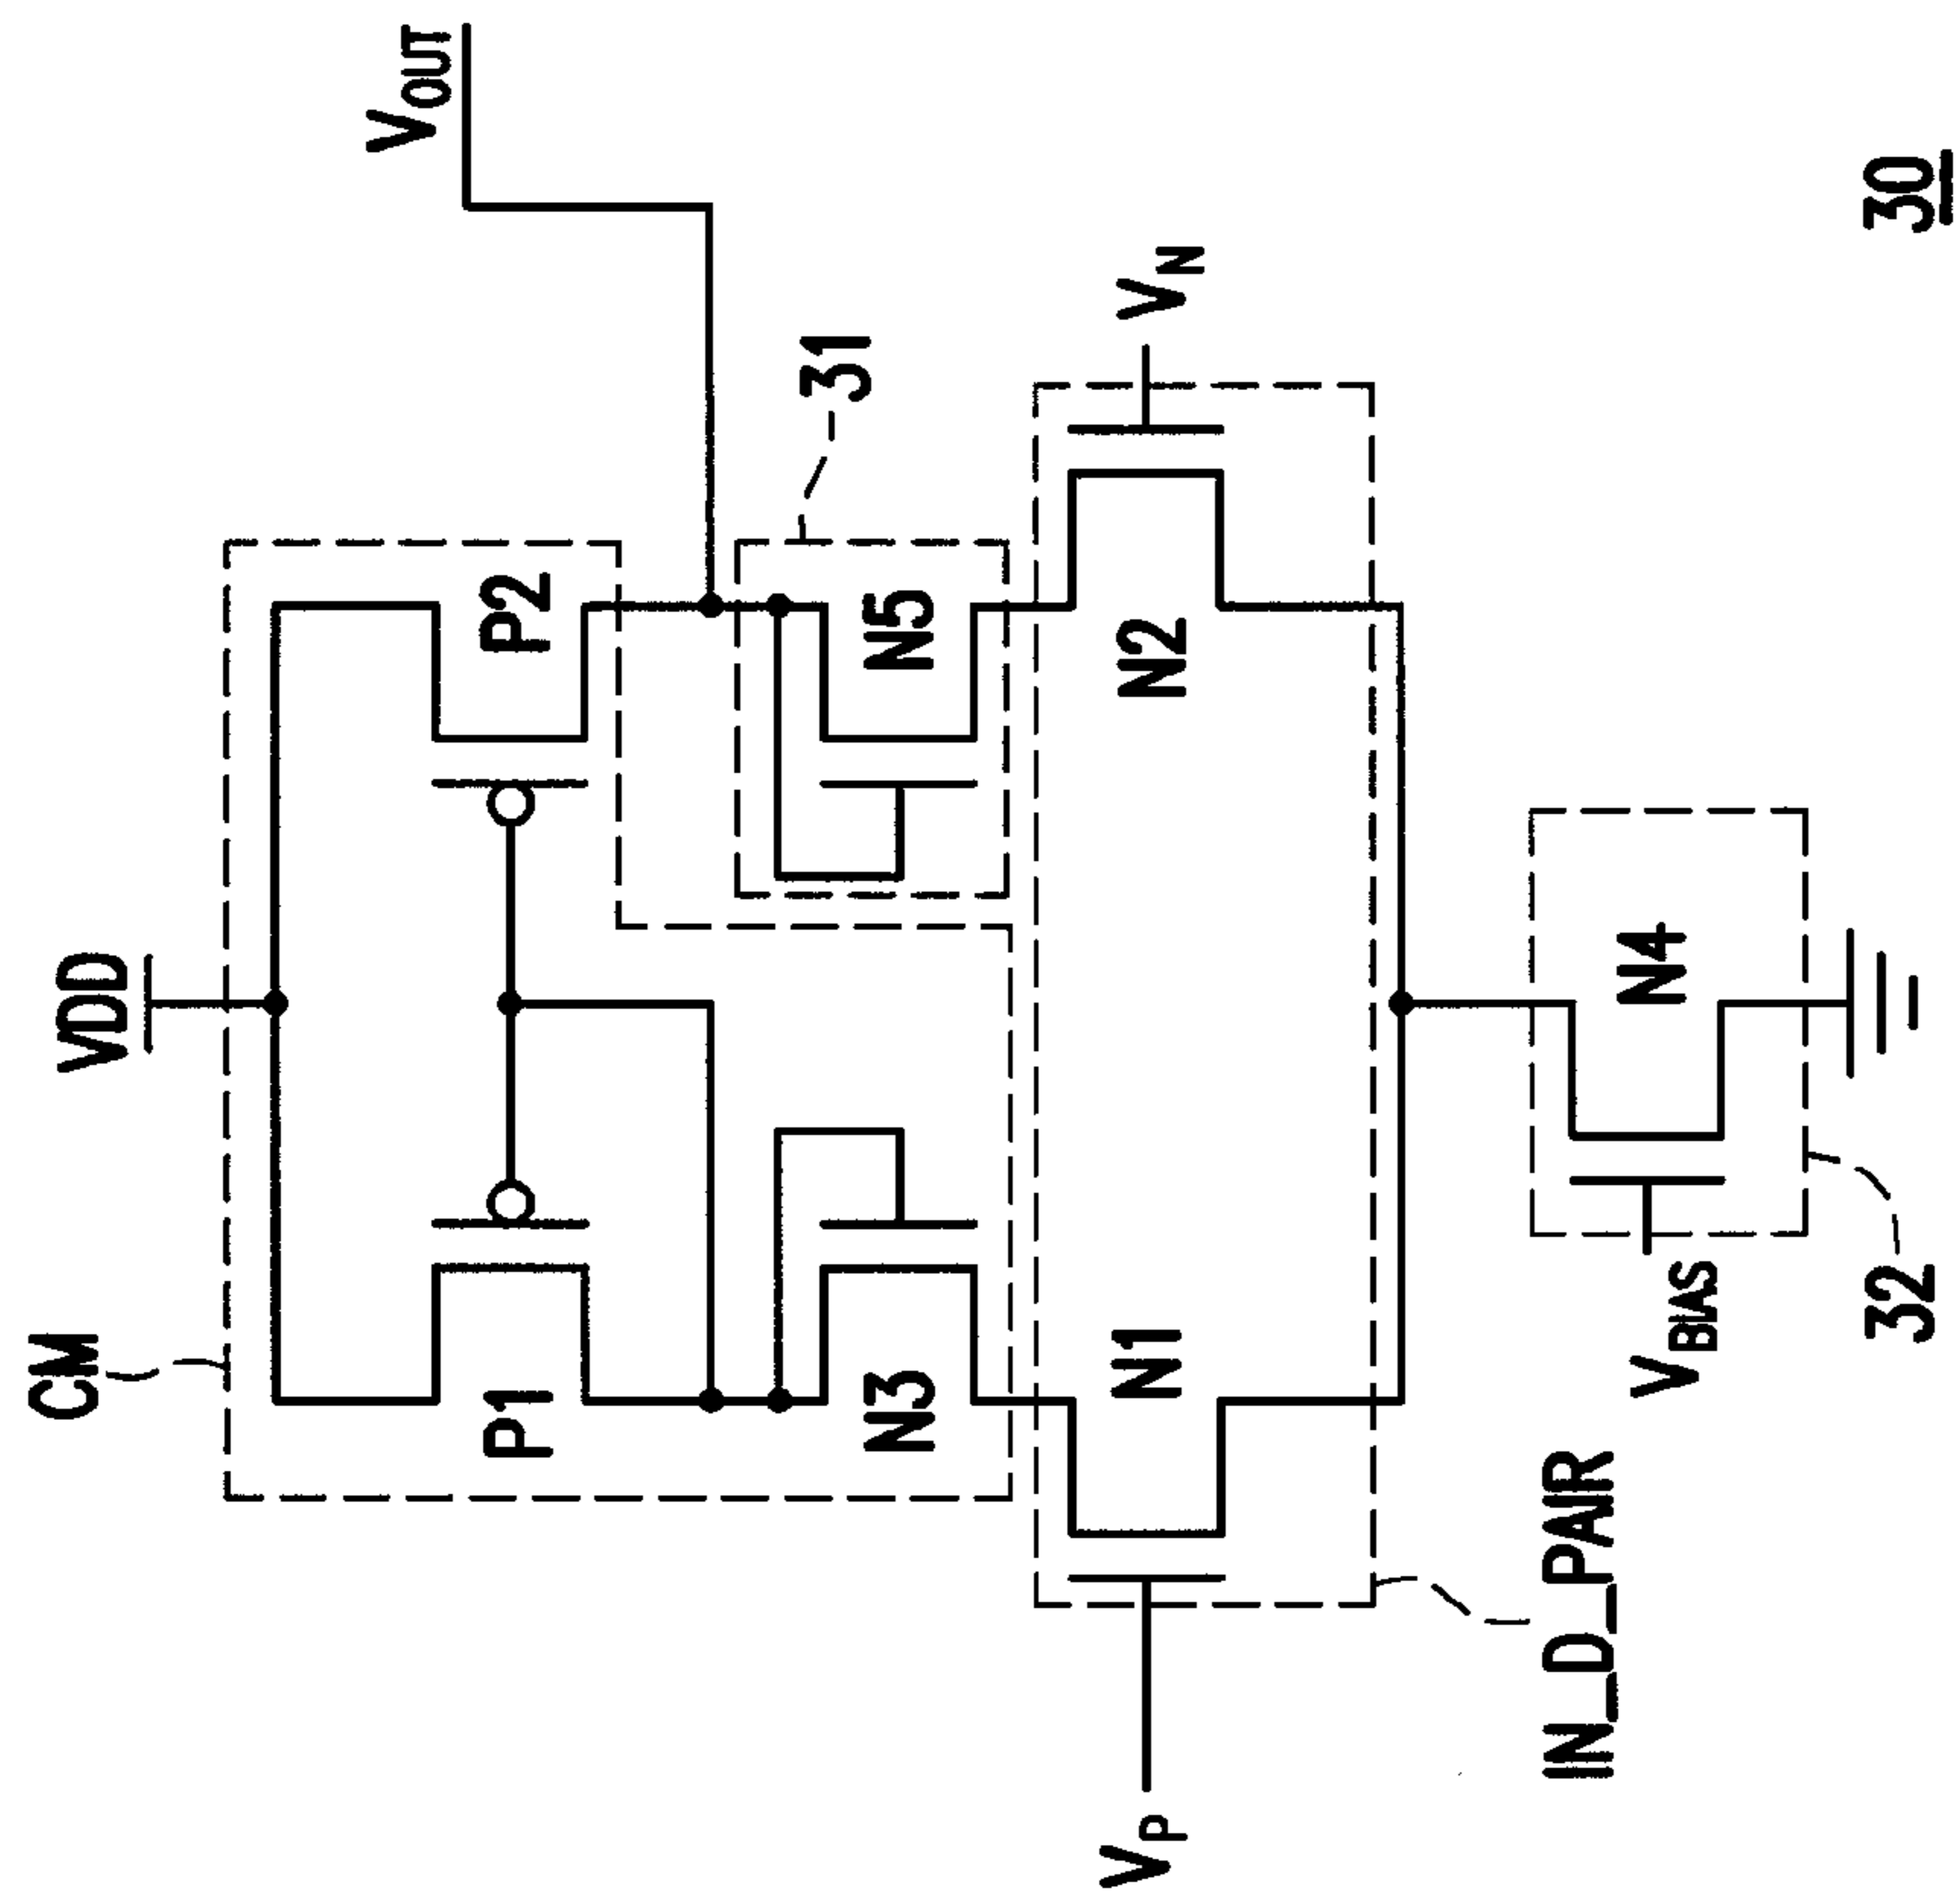 CM
VDD
VOUT
P1
P2
N3
N5
31
VP
N1
N2
VN
IN_D_PAIR
VBIAS
N4
32
30